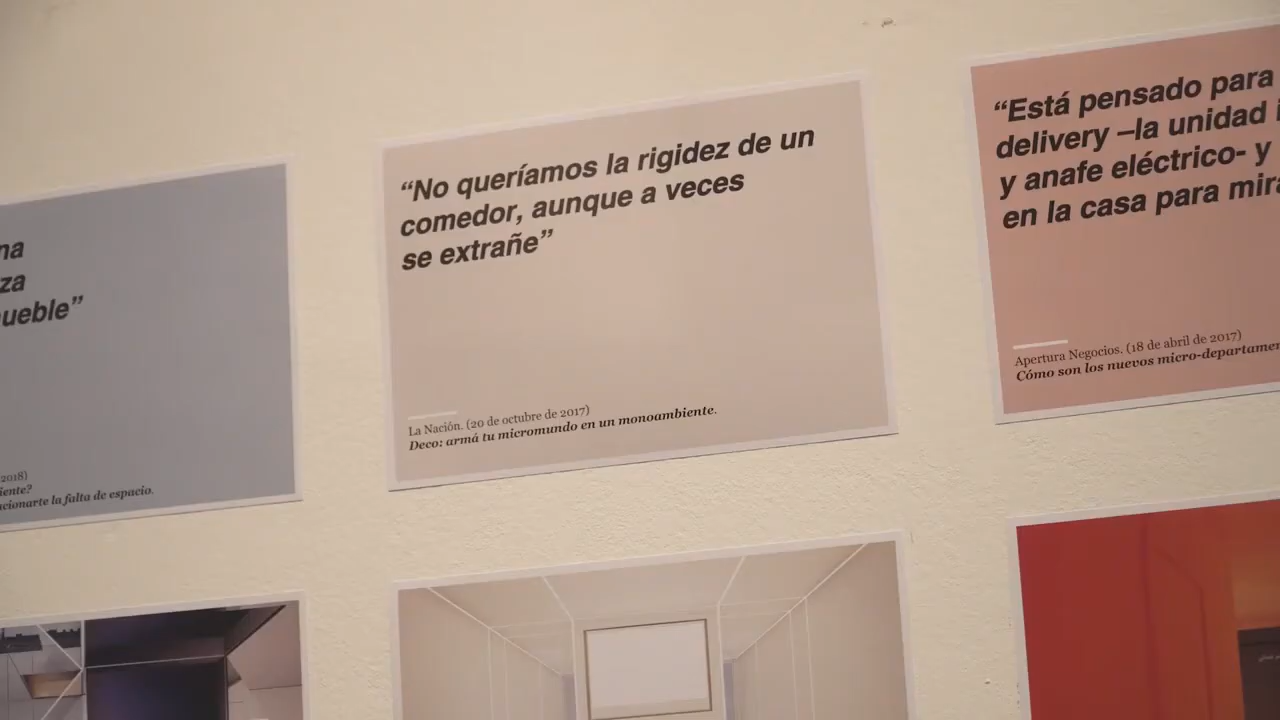 ueble”
2018)
iente?
cionarte la falta de espacio.
“No queríamos la rigidez de un
comedor, aunque a veces
se extrañe”
La Nación. (20 de octubre de 2017)
Deco: armá tu micromundo en un monoambiente.
“Está pensado para
delivery –la unidad
y anafe eléctrico- y
en la casa para mira
Apertura Negocios. (18 de abril de 2017)
Cómo son los nuevos micro-departamen